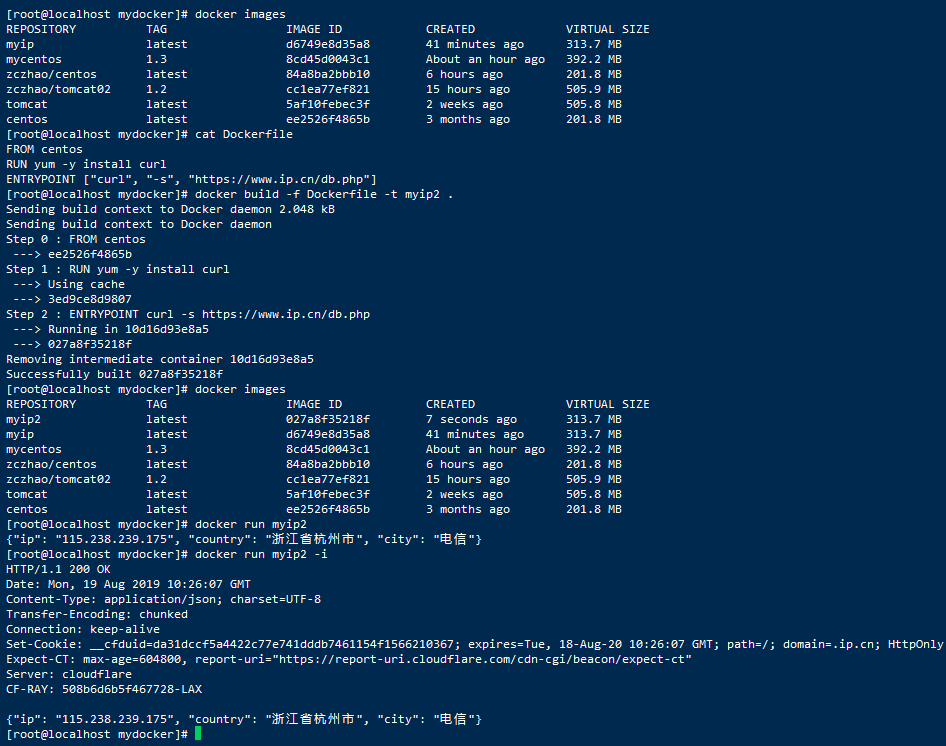 [root@localhost mydocker]# docker images
REPOSITORY          TAG                 IMAGE ID            CREATED             VIRTUAL SIZE
myip                latest              d6749e8d35a8        41 minutes ago      313.7 MB
mycentos            1.3                 8cd45d0043c1        About an hour ago   392.2 MB
zczhao/centos       latest              84a8ba2bbb10        6 hours ago         201.8 MB
zczhao/tomcat02     1.2                 cc1ea77ef821        15 hours ago        505.9 MB
tomcat              latest              5af10febec3f        2 weeks ago         505.8 MB
centos              latest              ee2526f4865b        3 months ago        201.8 MB
[root@localhost mydocker]# cat Dockerfile
FROM centos
RUN yum -y install curl
ENTRYPOINT ["curl", "-s", "https://www.ip.cn/db.php"]
[root@localhost mydocker]# docker build -f Dockerfile -t myip2 .
Sending build context to Docker daemon 2.048 kB
Sending build context to Docker daemon
Step 0 : FROM centos
 ---> ee2526f4865b
Step 1 : RUN yum -y install curl
 ---> Using cache
 ---> 3ed9ce8d9807
Step 2 : ENTRYPOINT curl -s https://www.ip.cn/db.php
 ---> Running in 10d16d93e8a5
 ---> 027a8f35218f
Removing intermediate container 10d16d93e8a5
Successfully built 027a8f35218f
[root@localhost mydocker]# docker images
REPOSITORY          TAG                 IMAGE ID            CREATED             VIRTUAL SIZE
myip2               latest              027a8f35218f        7 seconds ago       313.7 MB
myip                latest              d6749e8d35a8        41 minutes ago      313.7 MB
mycentos            1.3                 8cd45d0043c1        About an hour ago   392.2 MB
zczhao/centos       latest              84a8ba2bbb10        6 hours ago         201.8 MB
zczhao/tomcat02     1.2                 cc1ea77ef821        15 hours ago        505.9 MB
tomcat              latest              5af10febec3f        2 weeks ago         505.8 MB
centos              latest              ee2526f4865b        3 months ago        201.8 MB
[root@localhost mydocker]# docker run myip2
{"ip": "115.238.239.175", "country": "浙江省杭州市", "city": "电信"}
[root@localhost mydocker]# docker run myip2 -i
HTTP/1.1 200 OK
Date: Mon, 19 Aug 2019 10:26:07 GMT
Content-Type: application/json; charset=UTF-8
Transfer-Encoding: chunked
Connection: keep-alive
Set-Cookie: __cfduid=da31dccf5a4422c77e741dddb7461154f1566210367; expires=Tue, 18-Aug-20 10:26:07 GMT; path=/; domain=.ip.cn; HttpOnly
Expect-CT: max-age=604800, report-uri="https://report-uri.cloudflare.com/cdn-cgi/beacon/expect-ct"
Server: cloudflare
CF-RAY: 508b6d6b5f467728-LAX

{"ip": "115.238.239.175", "country": "浙江省杭州市", "city": "电信"}
[root@localhost mydocker]#